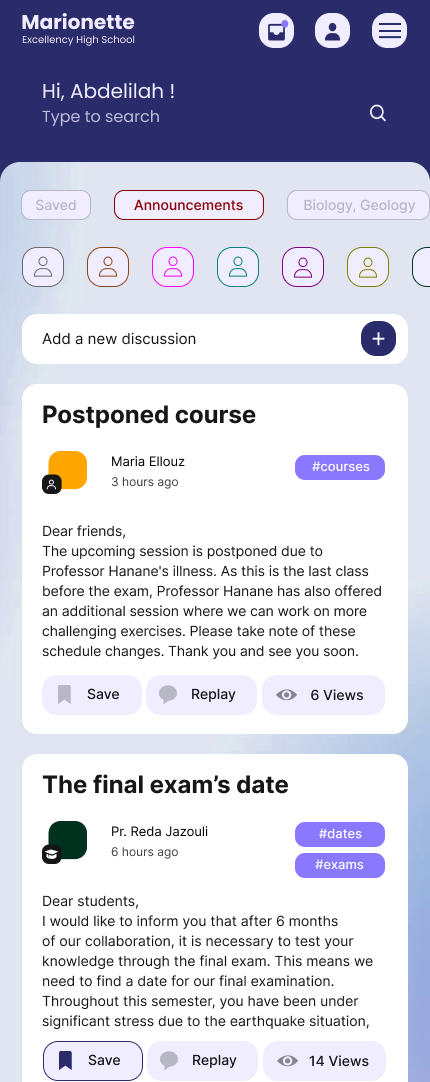 Marionette
Excellency High School
Hi, Abdelilah !
Type to search
Saved
Announcements
Biology, Geology
Add a new discussion
Postponed course
Maria Ellouz
3 hours ago
#courses
Dear friends,
The upcoming session is postponed due to
Professor Hanane's illness. As this is the last class
before the exam, Professor Hanane has also offered
an additional session where we can work on more
challenging exercises. Please take note of these
schedule changes. Thank you and see you soon.
Save
Replay
6 Views
The final exam’s date
Pr. Reda Jazouli
6 hours ago
#dates
#exams
Dear students,
I would like to inform you that after 6 months
of our collaboration, it is necessary to test your
knowledge through the final exam. This means we
need to find a date for our final examination.
Throughout this semester, you have been under
significant stress due to the earthquake situation,
Save
Replay
14 Views